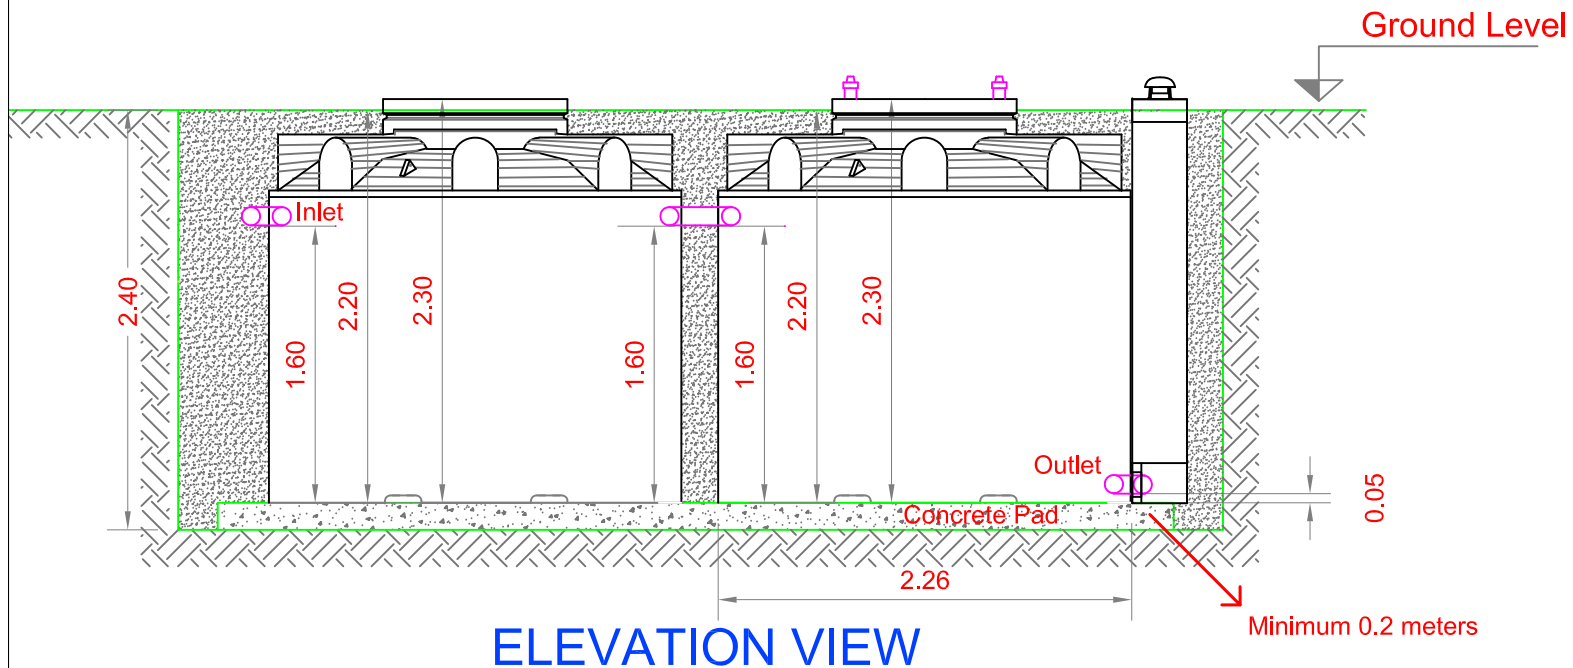 Ground Level
Inlet
2.40
2.20
2.30
1.60
1.60
2.20
2.30
1.60
Outlet
0.05
Concrete Pad
2.26
Minimum 0.2 meters
ELEVATION VIEW